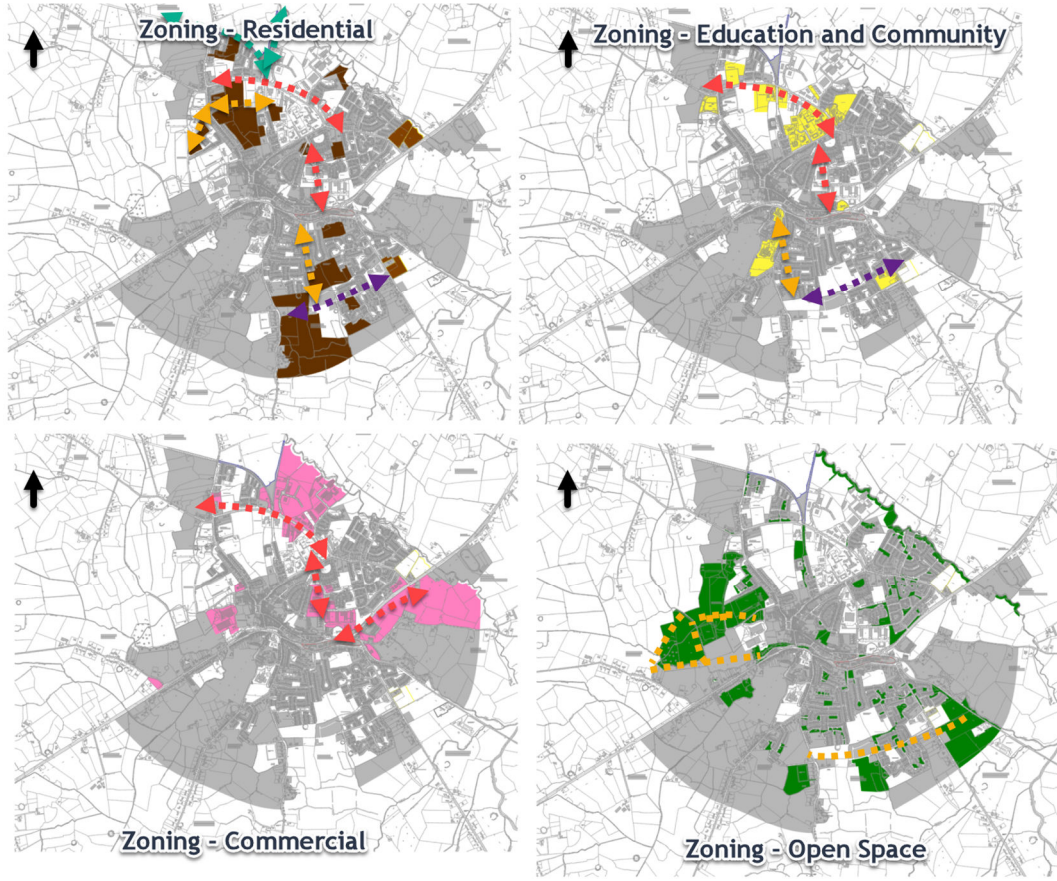 Zoning - Residential
Zoning - Education and Community
Zoning - Commercial
Zoning - Open Space